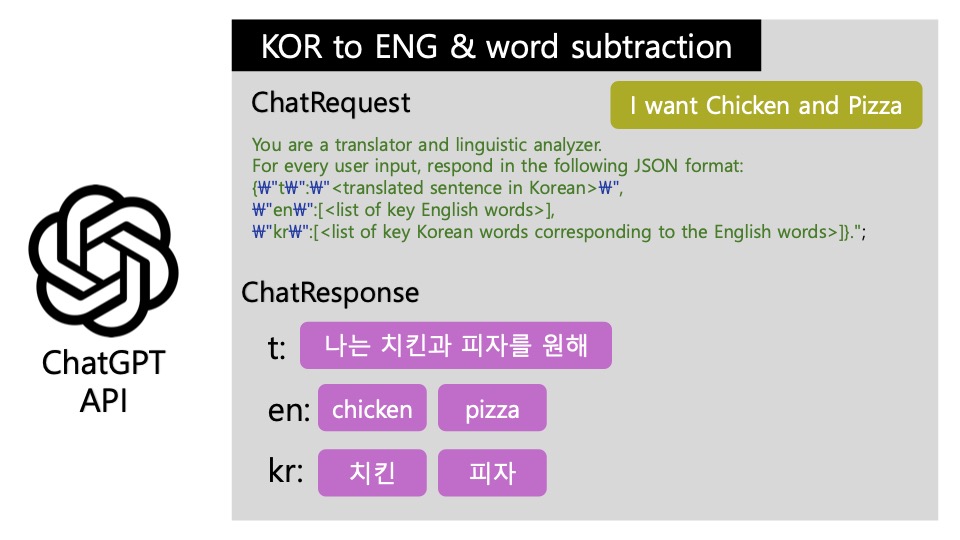 KOR to ENG & word subtraction
ChatRequest
I want Chicken and Pizza
You are a translator and linguistic analyzer.
For every user input, respond in the following JSON format:
{₩"t₩":₩"<translated sentence in Korean>₩",
₩"en₩":[<list of key English words>],
₩"kr₩":[<list of key Korean words corresponding to the English words>]}.";
ChatGPT
API
ChatResponse
t: 나는 치킨과 피자를 원해
en: chicken pizza
kr: 치킨 피자